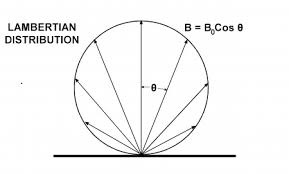 LAMBERTIAN
DISTRIBUTION
B = B₀Cos θ
θ